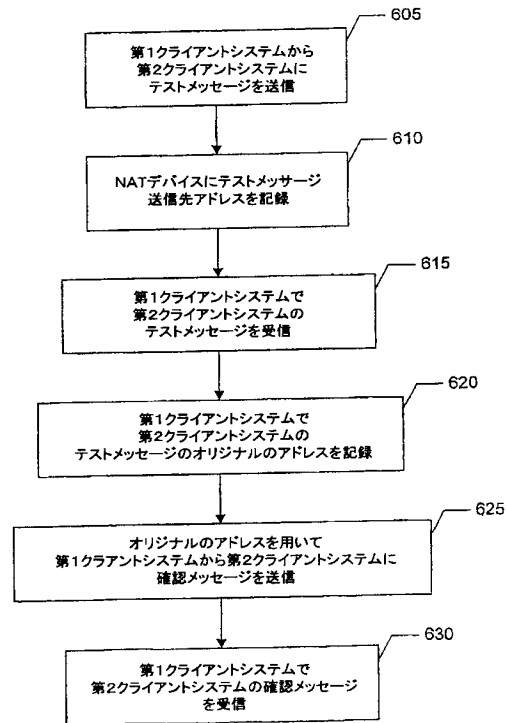 605
第1クライアントシステムから
第2クライアントシステムに
テストメッセージを送信
610
NATデバイスにテストメッサージ
送信先アドレスを記録
615
第1クライアントシステムで
第2クライアントシステムの
テストメッセージを受信
620
第1クライアントシステムで
第2クライアントシステムの
テストメッセージのオリジナルのアドレスを記録
625
オリジナルのアドレスを用いて
第1クラアントシステムから第2クライアントシステムに
確認メッセージを送信
630
第1クライアントシステムで
第2クライアントシステムの確認メッセージ
を受信